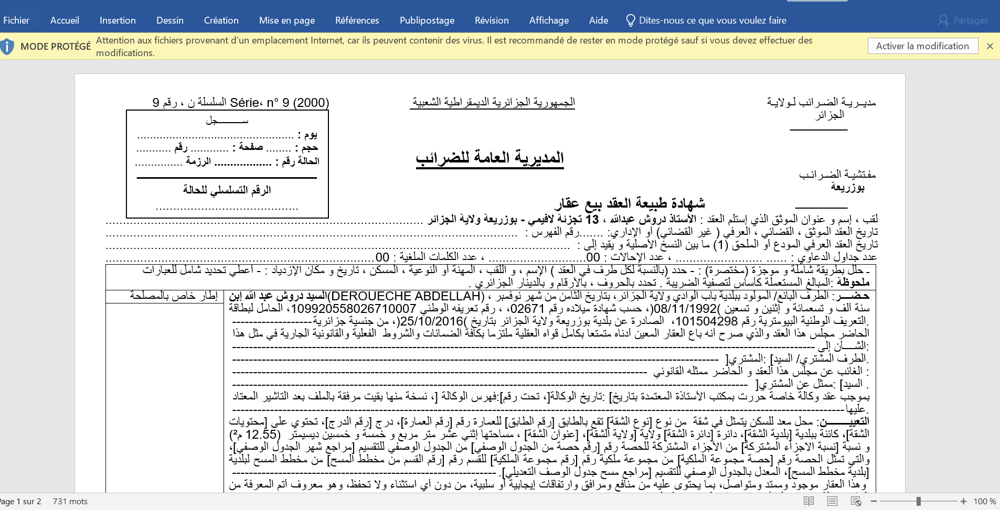 Fichier Accueil Insertion Dessin Création Mise en page Références Publipostage Révision Affichage Aide Dites-nous ce que vous voulez faire Partager
MODE PROTÉGÉ Attention aux fichiers provenant d'un emplacement Internet, car ils peuvent contenir des virus. Il est recommandé de rester en mode protégé sauf si vous devez effectuer des
modifications.
Activer la modification
مديـريـة الضـرائب لـولايـة
الجزائر
الجمهورية الجزائرية الديمقراطية الشعبية
Série، n° 9 (2000) السلسلة ن ، رقم 9
ســـــــجل
يوم : .................................................
حجم : ........ صفحة : ............ رقم ...........
الحالة رقم : .................. الرزمة ...............
الرقم التسلسلي للحالة
.........................................
المديرية العامة للضرائب
مفـتشيـة الضـرائـب
بوزريعة
شهادة طبيعة العقد بيع عقار
لقب ، إسم و عنوان الموثق الذي إستلم العقد : الأستاذ دروش عبدالله ، 13 تجزئة لافيمي - بوزريعة ولاية الجزائر ..........................................................................................
تاريخ العقد الموثق ، القضائي ، العرفي ( غير القضائي) أو الإداري: .......رقم الفهرس : .....................................................................................................................
تاريخ العقد العرفي المودع أو الملحق (1) ما بين النسخ الأصلية و يقيد إلى : ....................................................................................................................................
عدد جداول الدعاوي : ...... ......................... ، عدد الإحالات : 00............................ ، عدد الكلمات الملغية : 00.............................................................................
ـ حلل بطريقة شاملة و موجزة (مختصرة) : - حدد (بالنسبة لكل طرف في العقد ) الإسم ، و اللقب ، المهنة أو النوعية ، المسكن ، تاريخ و مكان الإزدياد : - أعطي تحديد شامل للعبارات
ملحوظة :المبالغ المستعملة كأساس لتصفية الضريبة . تحدد بالحروف ، بالأرقام و بالدينار الجزائري .
إطار خاص بالمصلحة
حـضـــر: الطرف البائع/ المولود ببلدية باب الوادي ولاية الجزائر، بتاريخ الثامن من شهر نوفمبر ، (DEROUECHE ABDELLAH)السيد دروش عبد الله إبن
سنة ألف و تسعمائة و إثنين و تسعين )08/11/1992(، حسب شهادة ميلاده رقم 02671، ، رقم تعريفه الوطني 109920558026710007، الحامل لبطاقة
.التعريف الوطنية البيومترية رقم 101504298، الصادرة عن بلدية بوزريعة ولاية الجزائر بتاريخ )25/10/2016(، من جنسية جزائرية-------------------
الحاضر مجلس هذا العقد والذي صرح أنه باع العقار المعين أدناه متمتعا بكامل قواه العقلية ملتزما بكافة الضمانات والشروط الفعلية والقانونية الجارية في مثل هذا
:الشـــــأن إلى ------------------------------------------------------------------------------------------------------------------------------------------
.الطرف المشتري/ السيد] :المشتري[ -------------------------------------------------------------------------------------------------------------------
: الغائب عن مجلس هذا العقد و الحاضر ممثله القانوني --------------------------------------------------------------------------------------------------
. السيد] :ممثل عن المشتري[ --------------------------------------------------------------------------------------------------------------------------
بموجب عقد وكالة خاصة حررت بمكتب الأستاذة المعتمدة بتاريخ] :تاريخ الوكالة[، تحت رقم]:فهرس الوكالة [، نسخة منها بقيت مرفقة بالملف بعد التاشير المعتاد
.عليها-------------------------------------------------------------------------------------------------------------------------------------------------
التعييـــــــــن: محل معد للسكن يتمثل في شقة من نوع [نوع الشقة] تقع بالطابق [رقم الطابق] للعمارة رقم [رقم العمارة]، درج [رقم الدرج]، تحتوي على [محتويات
الشقة]، كائنة ببلدية [بلدية الشقة]، دائرة [دائرة الشقة] ولاية [ولاية الشقة]، [عنوان الشقة] ، مساحتها إثني عشر متر مربع و خمسة و خمسين ديسيمتر (12.55 م²)
و نسبة [نسبة الاجزاء المشتركة] من الأجزاء المشتركة للحصة رقم [رقم حصة من الجدول الوصفي] من الجدول الوصفي للتقسيم [مراجع شهر الجدول الوصفي]،
والتي تمثل الحصة رقم [حصة مجموعة الملكية] من مجموعة ملكية رقم [رقم مجموعة الملكية] للقسم رقم [رقم القسم من مخطط المسح] من مخطط المسح لبلدية
[بلدية مخطط المسح]، المعدل بالجدول الوصفي للتقسيم [مراجع مسح جدول الوصف التعديلي]. ---------------------------------------------------------------
وهذا العقار موجود وممتد ومتواصل، بما يحتوي عليه من منافع ومرافق وارتفاقات إيجابية أو سلبية، من دون أي استثناء ولا تحفظ، وهو معروف أتم المعرفة من
Page 1 sur 2 731 mots 100 %